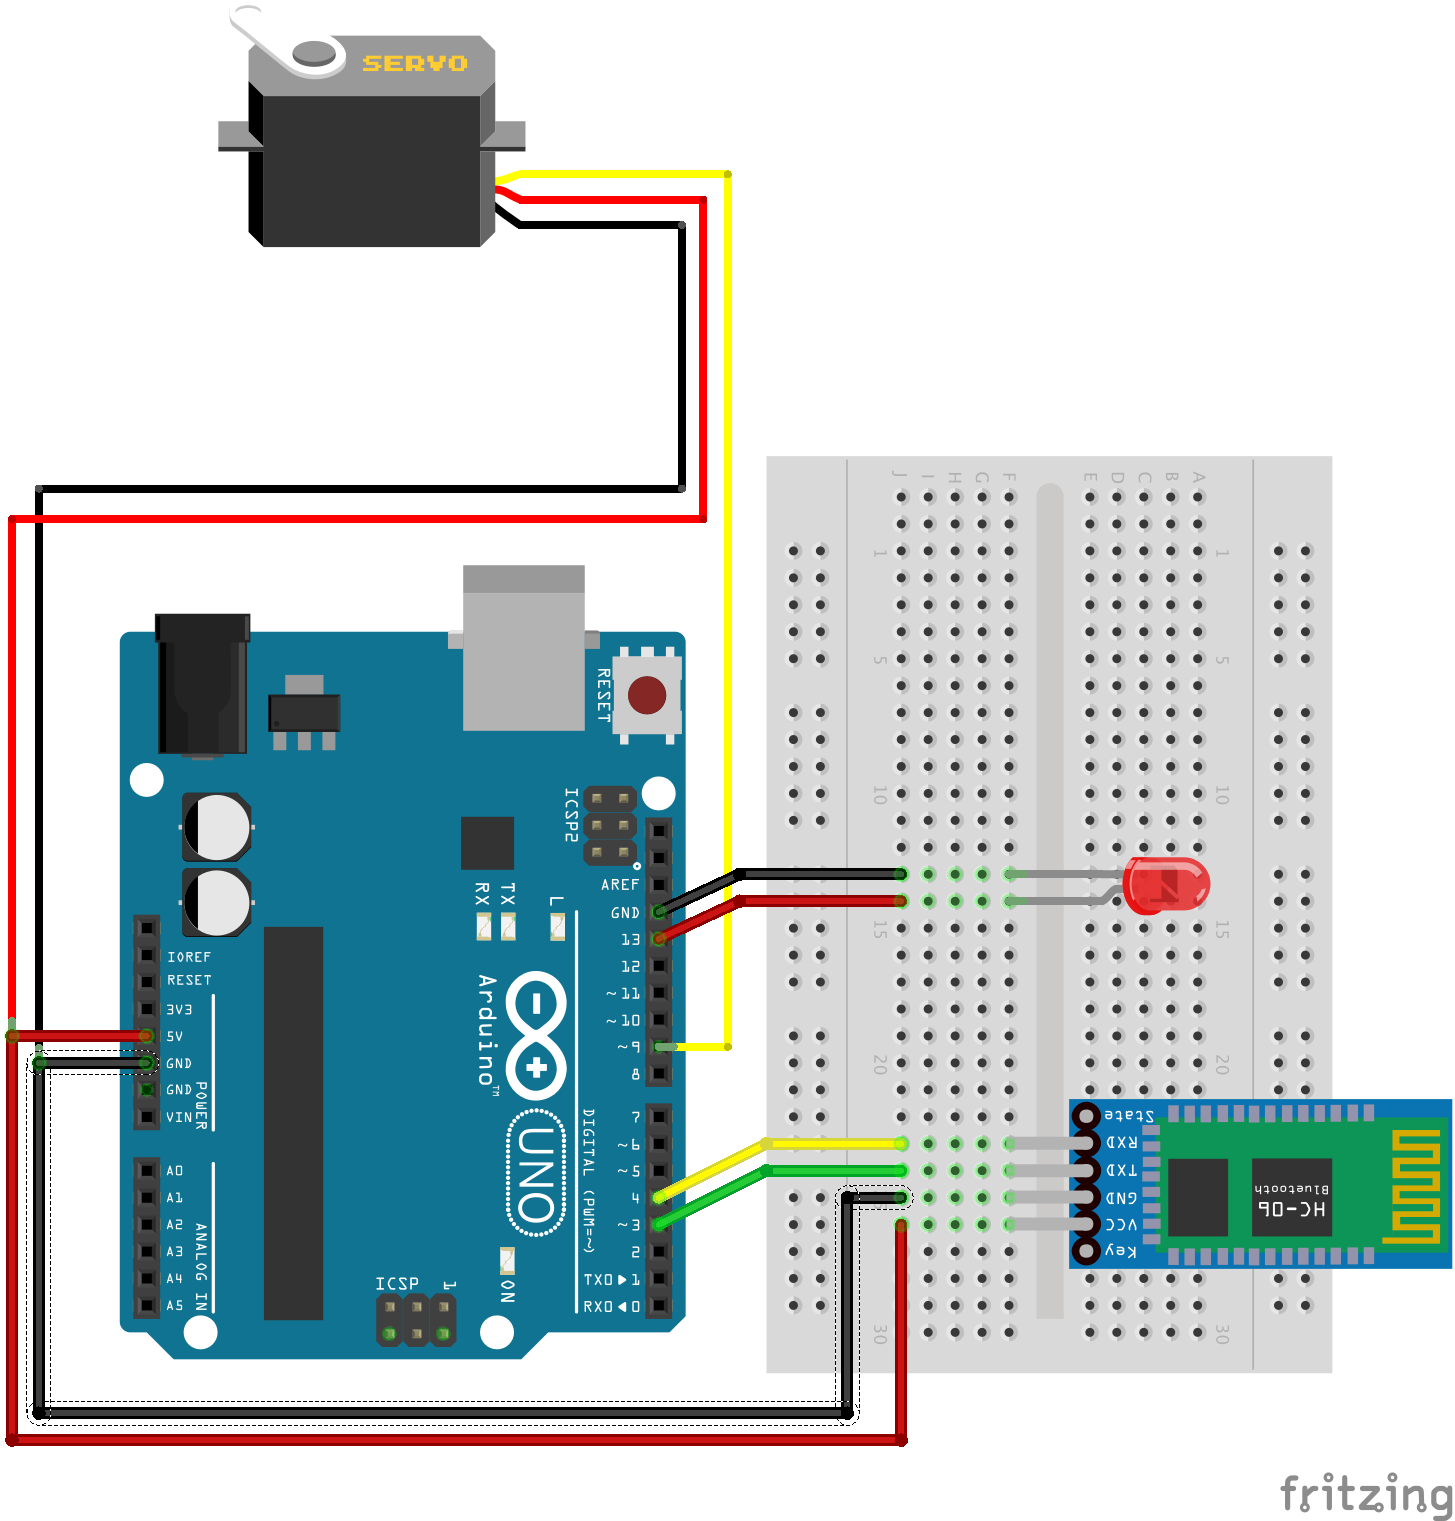 SERVO
J I H G F E D C B A
1 1
5 5
10 10
15 15
20 20
30 30
RESET
ICSP2
AREF
GND
13
12
~11
~10
~9
8
7
~6
~5
4
~3
2
TX0▶1
RX0◀0
DIGITAL (PWM=~)
RX TX L
Arduino™
UNO
ON
ICSP 1
IOREF
RESET
3V3
5V
GND
GND
VIN
POWER
A0
A1
A2
A3
A4
A5
ANALOG IN
State
RXD
TXD
GND
VCC
Key
HC-06
Bluetooth
fritzing